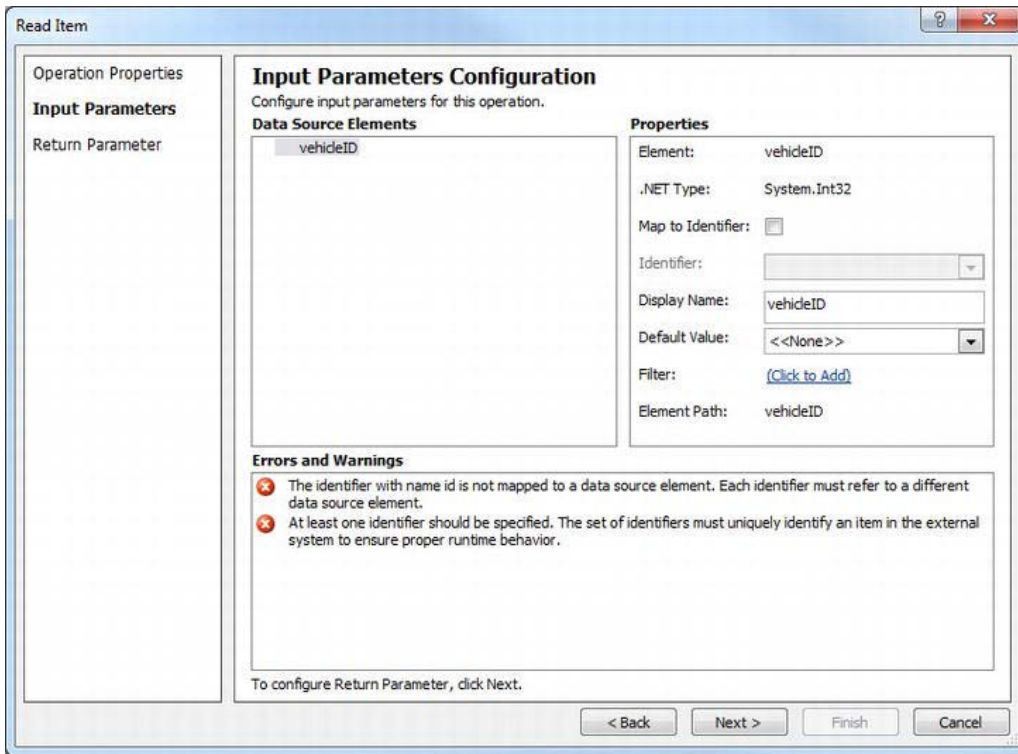 Read Item
Operation Properties
Input Parameters
Return Parameter
Input Parameters Configuration
Configure input parameters for this operation.
Data Source Elements
vehicleID
Properties
Element: vehicleID
.NET Type: System.Int32
Map to Identifier:
Identifier:
Display Name: vehicleID
Default Value: <<None>>
Filter: (Click to Add)
Element Path: vehicleID
Errors and Warnings
The identifier with name id is not mapped to a data source element. Each identifier must refer to a different
data source element.
At least one identifier should be specified. The set of identifiers must uniquely identify an item in the external
system to ensure proper runtime behavior.
To configure Return Parameter, click Next.
< Back Next > Finish Cancel